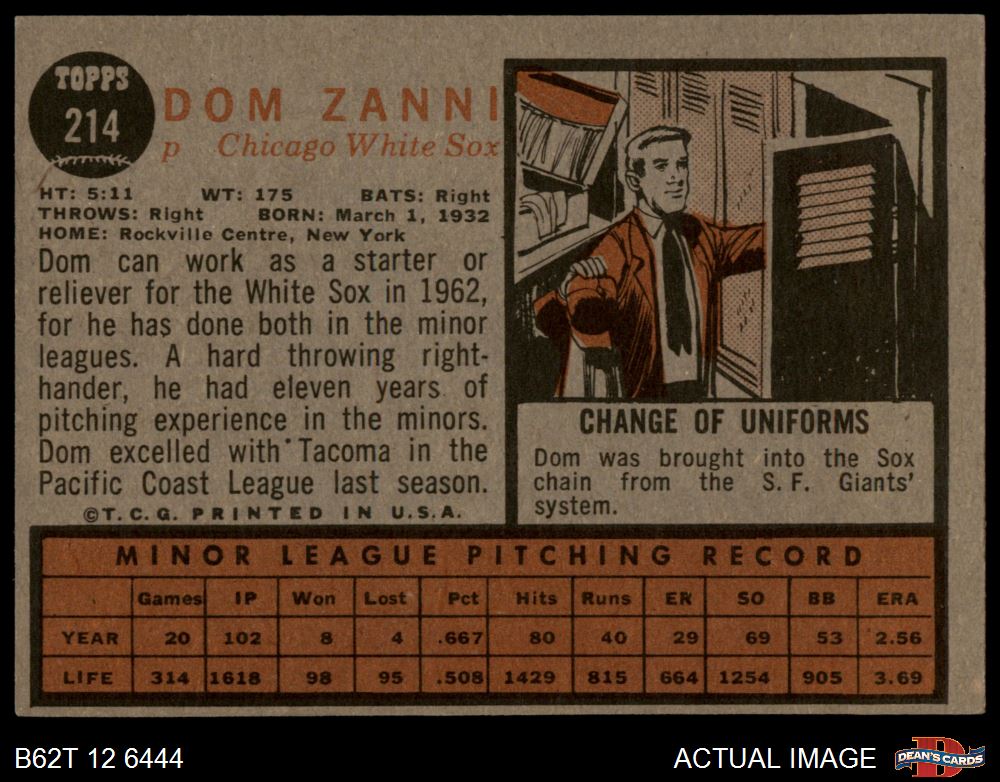 TOPPS
214
DOM ZANNI
p Chicago White Sox
HT: 5:11 WT: 175 BATS: Right
THROWS: Right BORN: March 1, 1932
HOME: Rockville Centre, New York
Dom can work as a starter or
reliever for the White Sox in 1962,
for he has done both in the minor
leagues. A hard throwing right-
hander, he had eleven years of
pitching experience in the minors.
Dom excelled with Tacoma in the
Pacific Coast League last season.
©T.C.G. PRINTED IN U.S.A.
CHANGE OF UNIFORMS
Dom was brought into the Sox
chain from the S. F. Giants'
system.
MINOR LEAGUE PITCHING RECORD
Games IP Won Lost Pct Hits Runs ER SO BB ERA
YEAR 20 102 8 4 .667 80 40 29 69 53 2.56
LIFE 314 1618 98 95 .508 1429 815 664 1254 905 3.69
B62T 12 6444
ACTUAL IMAGE
D
DEAN'S CARDS